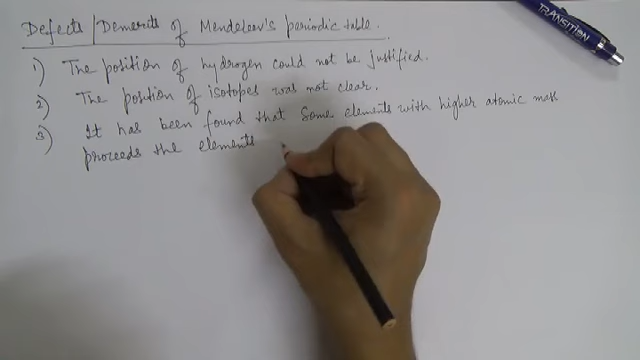 Defects/Demerits of Mendeleev's periodic table.
1) The position of hydrogen could not be justified.
2) The position of isotopes was not clear.
3) It has been found that some elements with higher atomic mass
proceeds the elements
TRANSITION